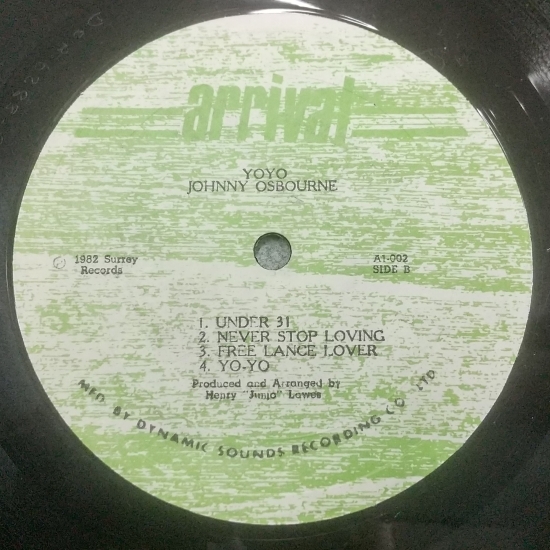 arrival
YOYO
JOHNNY OSBOURNE
© 1982 Surrey
Records
A1-002
SIDE B
1. UNDER 31
2. NEVER STOP LOVING
3. FREE LANCE LOVER
4. YO-YO
Produced and Arranged by
Henry "Junjo" Lawes
MFD. BY DYNAMIC SOUNDS RECORDING CO. LTD